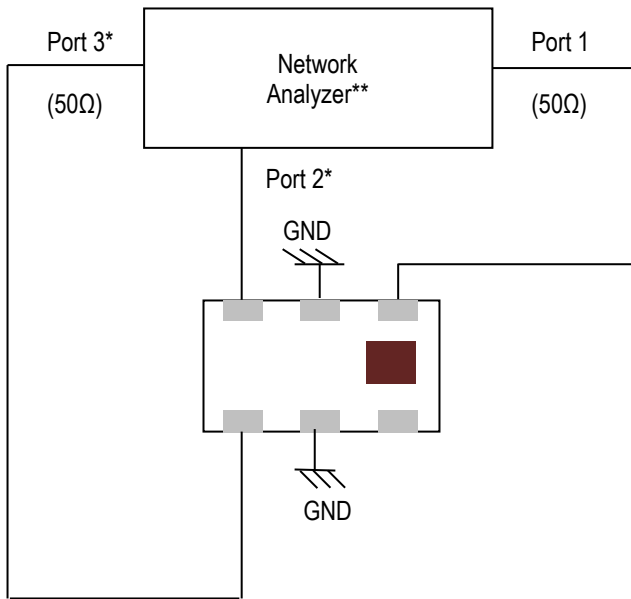 Port 3*
Network
Analyzer**
Port 1
(50Ω)
(50Ω)
Port 2*
GND
GND